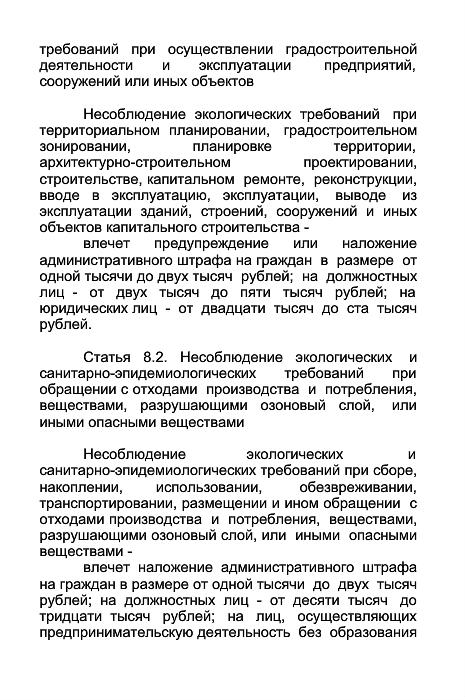 требований при осуществлении градостроительной
деятельности и эксплуатации предприятий,
сооружений или иных объектов
Несоблюдение экологических требований при
территориальном планировании, градостроительном
зонировании, планировке территории,
архитектурно-строительном проектировании,
строительстве, капитальном ремонте, реконструкции,
вводе в эксплуатацию, эксплуатации, выводе из
эксплуатации зданий, строений, сооружений и иных
объектов капитального строительства -
влечет предупреждение или наложение
административного штрафа на граждан в размере от
одной тысячи до двух тысяч рублей; на должностных
лиц - от двух тысяч до пяти тысяч рублей; на
юридических лиц - от двадцати тысяч до ста тысяч
рублей.
Статья 8.2. Несоблюдение экологических и
санитарно-эпидемиологических требований при
обращении с отходами производства и потребления,
веществами, разрушающими озоновый слой, или
иными опасными веществами
Несоблюдение экологических и
санитарно-эпидемиологических требований при сборе,
накоплении, использовании, обезвреживании,
транспортировании, размещении и ином обращении с
отходами производства и потребления, веществами,
разрушающими озоновый слой, или иными опасными
веществами -
влечет наложение административного штрафа
на граждан в размере от одной тысячи до двух тысяч
рублей; на должностных лиц - от десяти тысяч до
тридцати тысяч рублей; на лиц, осуществляющих
предпринимательскую деятельность без образования